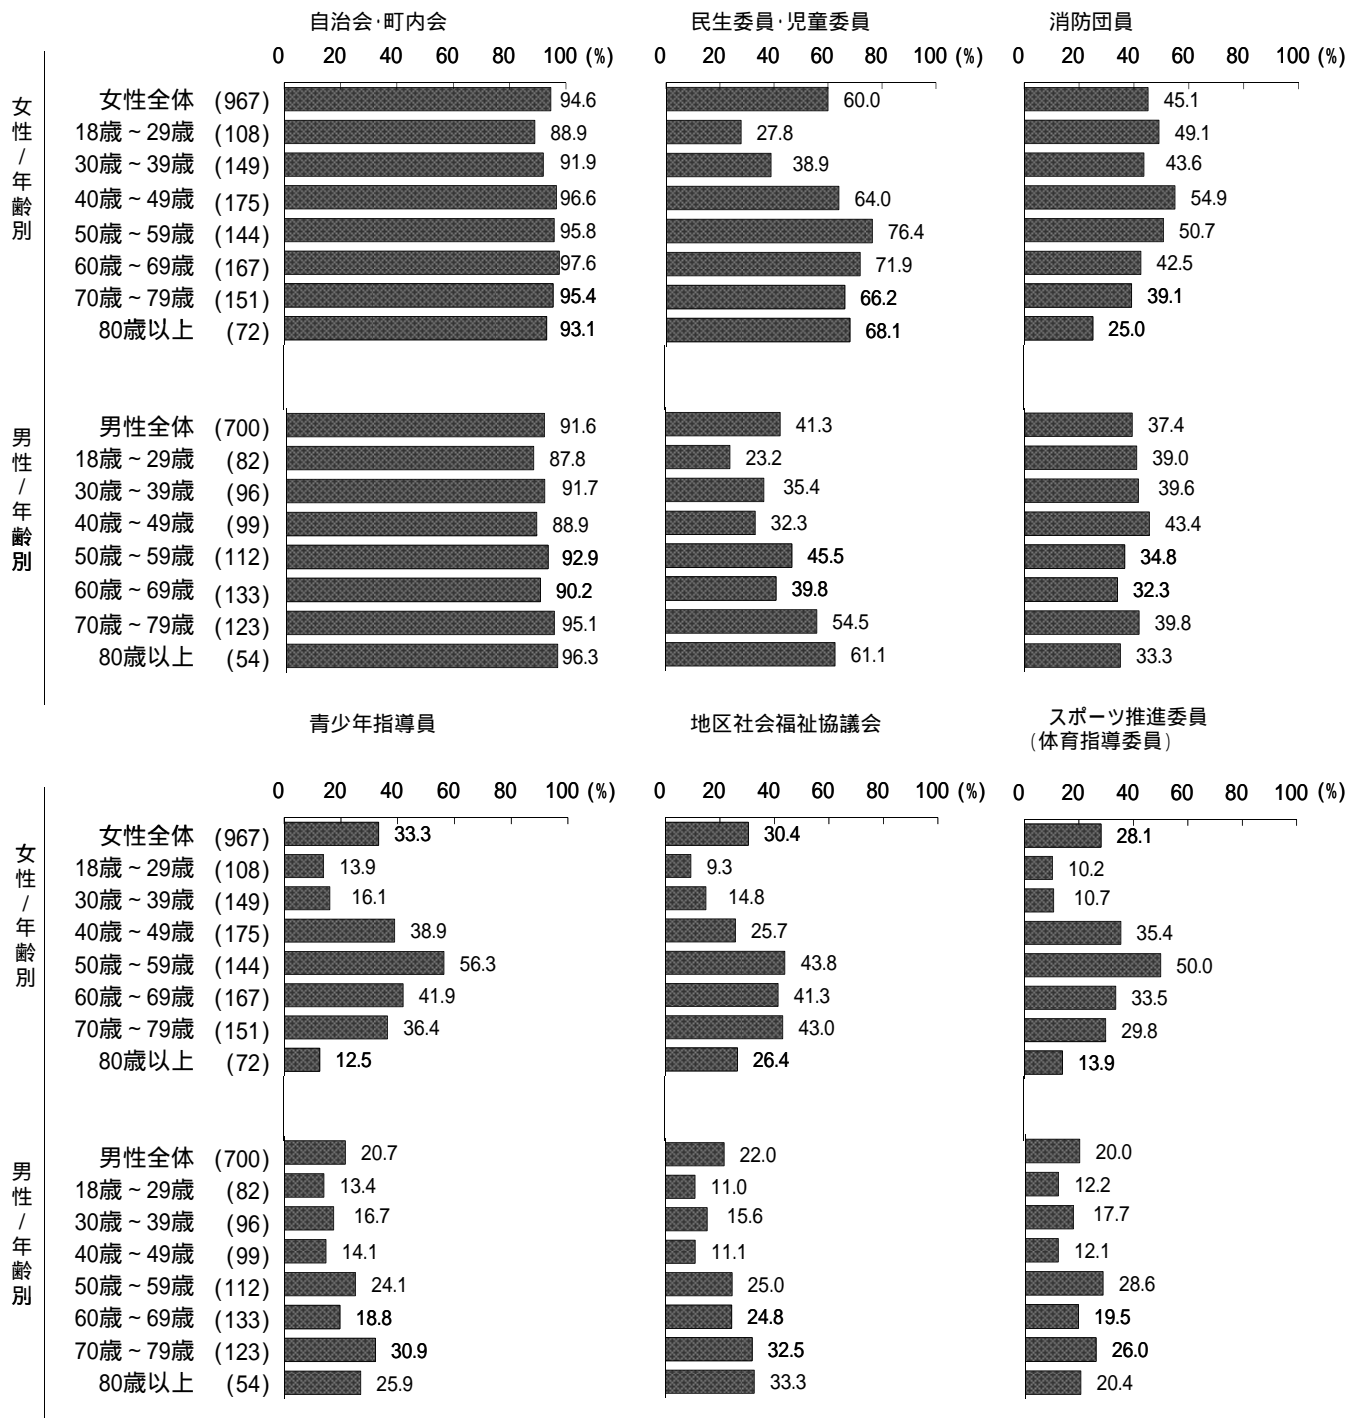 自治会・町内会 民生委員・児童委員 消防団員
0 20 40 60 80 100 (%) 0 20 40 60 80 100 (%) 0 20 40 60 80 100 (%)
女性/年齢別
女性全体 (967) 94.6 60.0 45.1
18歳~29歳 (108) 88.9 27.8 49.1
30歳~39歳 (149) 91.9 38.9 43.6
40歳~49歳 (175) 96.6 64.0 54.9
50歳~59歳 (144) 95.8 76.4 50.7
60歳~69歳 (167) 97.6 71.9 42.5
70歳~79歳 (151) 95.4 66.2 39.1
80歳以上 (72) 93.1 68.1 25.0
男性/年齢別
男性全体 (700) 91.6 41.3 37.4
18歳~29歳 (82) 87.8 23.2 39.0
30歳~39歳 (96) 91.7 35.4 39.6
40歳~49歳 (99) 88.9 32.3 43.4
50歳~59歳 (112) 92.9 45.5 34.8
60歳~69歳 (133) 90.2 39.8 32.3
70歳~79歳 (123) 95.1 54.5 39.8
80歳以上 (54) 96.3 61.1 33.3
青少年指導員 地区社会福祉協議会 スポーツ推進委員
(体育指導委員)
0 20 40 60 80 100 (%) 0 20 40 60 80 100 (%) 0 20 40 60 80 100 (%)
女性/年齢別
女性全体 (967) 33.3 30.4 28.1
18歳~29歳 (108) 13.9 9.3 10.2
30歳~39歳 (149) 16.1 14.8 10.7
40歳~49歳 (175) 38.9 25.7 35.4
50歳~59歳 (144) 56.3 43.8 50.0
60歳~69歳 (167) 41.9 41.3 33.5
70歳~79歳 (151) 36.4 43.0 29.8
80歳以上 (72) 12.5 26.4 13.9
男性/年齢別
男性全体 (700) 20.7 22.0 20.0
18歳~29歳 (82) 13.4 11.0 12.2
30歳~39歳 (96) 16.7 15.6 17.7
40歳~49歳 (99) 14.1 11.1 12.1
50歳~59歳 (112) 24.1 25.0 28.6
60歳~69歳 (133) 18.8 24.8 19.5
70歳~79歳 (123) 30.9 32.5 26.0
80歳以上 (54) 25.9 33.3 20.4